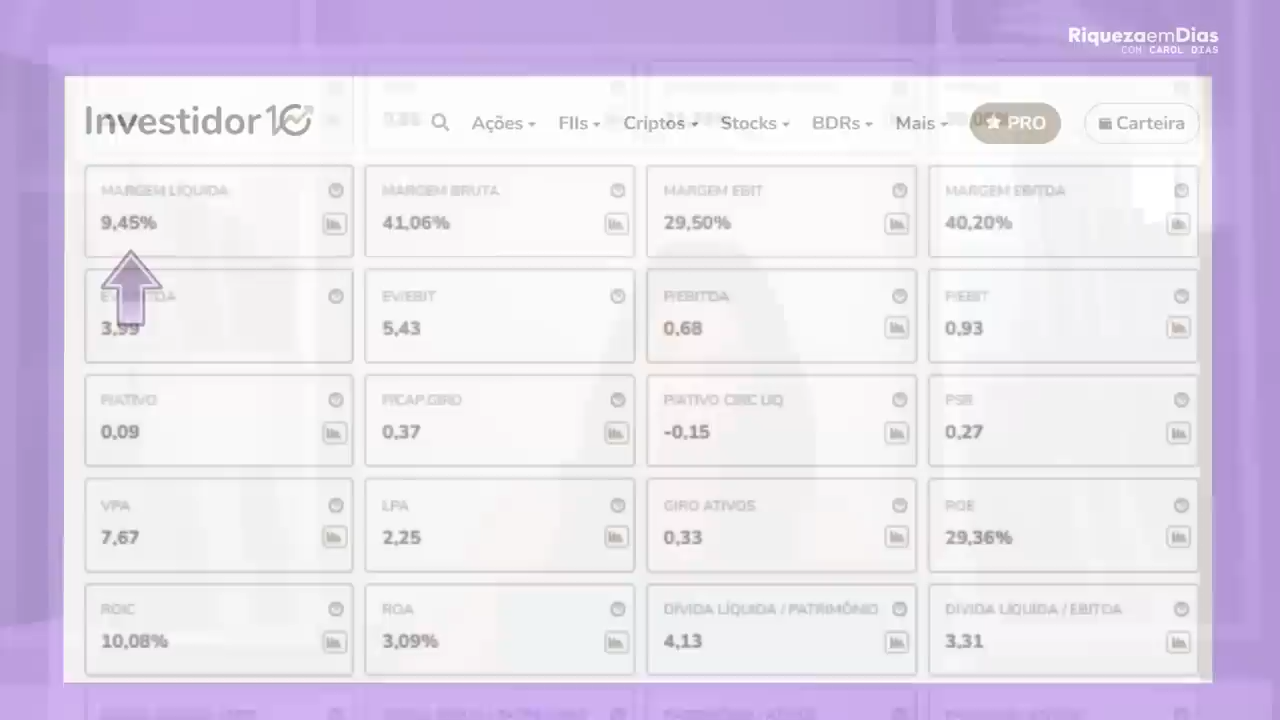 RiquezaemDias
COM CAROL DIAS
Investidor10
Ações
FIIs
Criptos
Stocks
BDRs
Mais
PRO
Carteira
MARGEM LÍQUIDA
MARGEM BRUTA
MARGEM EBIT
MARGEM EBITDA
9,45%
41,06%
29,50%
40,20%
EV/EBIT
P/EBITDA
P/EBIT
3,99
5,43
0,68
0,93
P/ATIVO
P/CAP.GIRO
P/ATIVO CIRC LIQ
PSR
0,09
0,37
-0,15
0,27
VPA
LPA
GIRO ATIVOS
ROE
7,67
2,25
0,33
29,36%
ROIC
ROA
DÍVIDA LÍQUIDA / PATRIMÔNIO
DÍVIDA LÍQUIDA / EBITDA
10,08%
3,09%
4,13
3,31